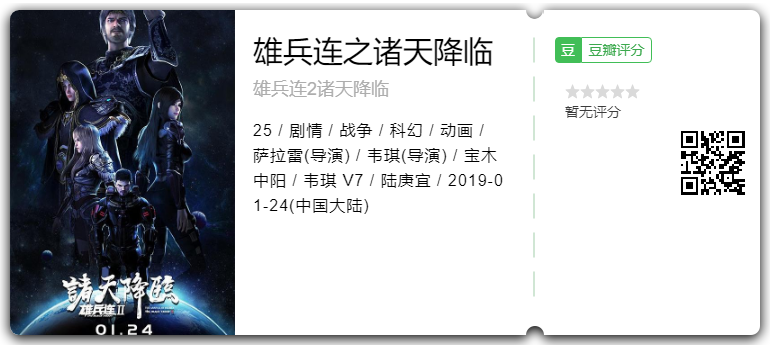 諸天降臨
雄兵连II
01.24
雄兵连之诸天降临
雄兵连2诸天降临
25 / 剧情 / 战争 / 科幻 / 动画 /
萨拉雷(导演) / 韦琪(导演) / 宝木
中阳 / 韦琪 V7 / 陆庚宜 / 2019-0
1-24(中国大陆)
豆 豆瓣评分
暂无评分